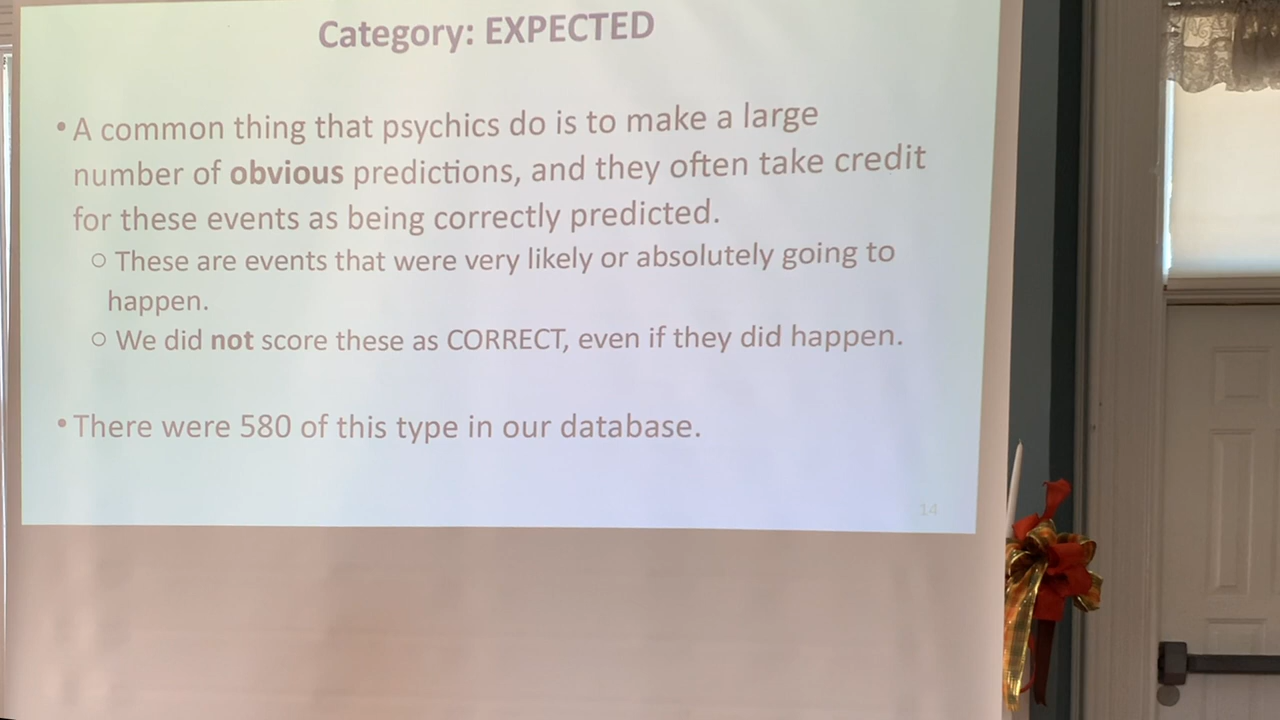 Category: EXPECTED
• A common thing that psychics do is to make a large
number of obvious predictions, and they often take credit
for these events as being correctly predicted.
○ These are events that were very likely or absolutely going to
happen.
○ We did not score these as CORRECT, even if they did happen.
• There were 580 of this type in our database.
14